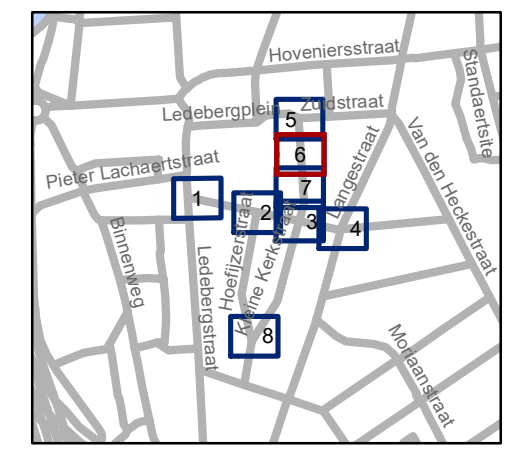 Hoveniersstraat
Standaertsite
Ledebergplein
Zuidstraat
5
Van den Heckestraat
Langestraat
6
Pieter Lachaertstraat
7
1
2
3
4
Binnenweg
Hoefijzerstraat
Kleine Kerkstraat
Ledebergstraat
8
Moriaanstraat